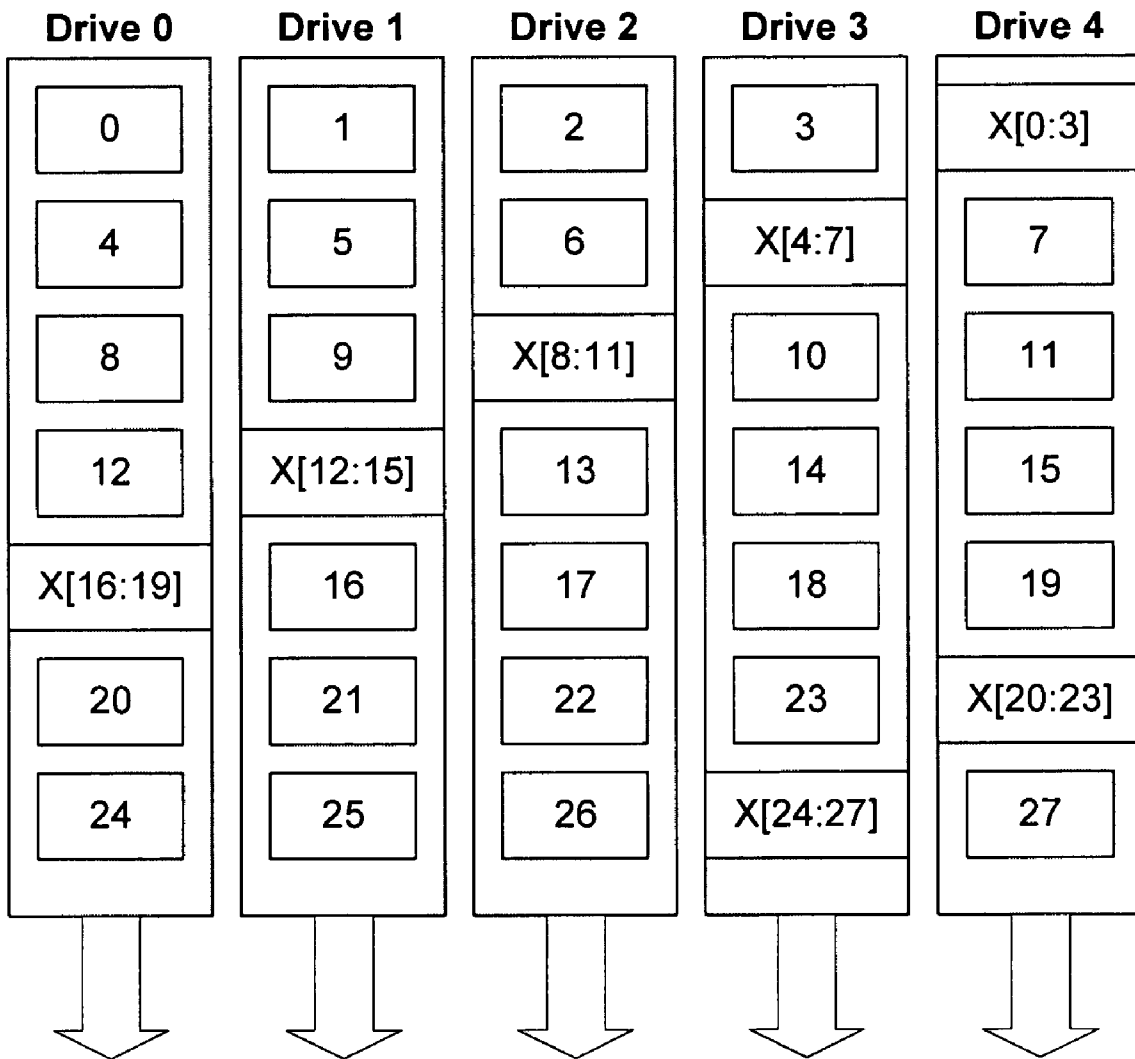 Drive 0 Drive 1 Drive 2 Drive 3 Drive 4
0 1 2 3 X[0:3]
4 5 6 X[4:7] 7
8 9 X[8:11] 10 11
12 X[12:15] 13 14 15
X[16:19] 16 17 18 19
20 21 22 23 X[20:23]
24 25 26 X[24:27] 27